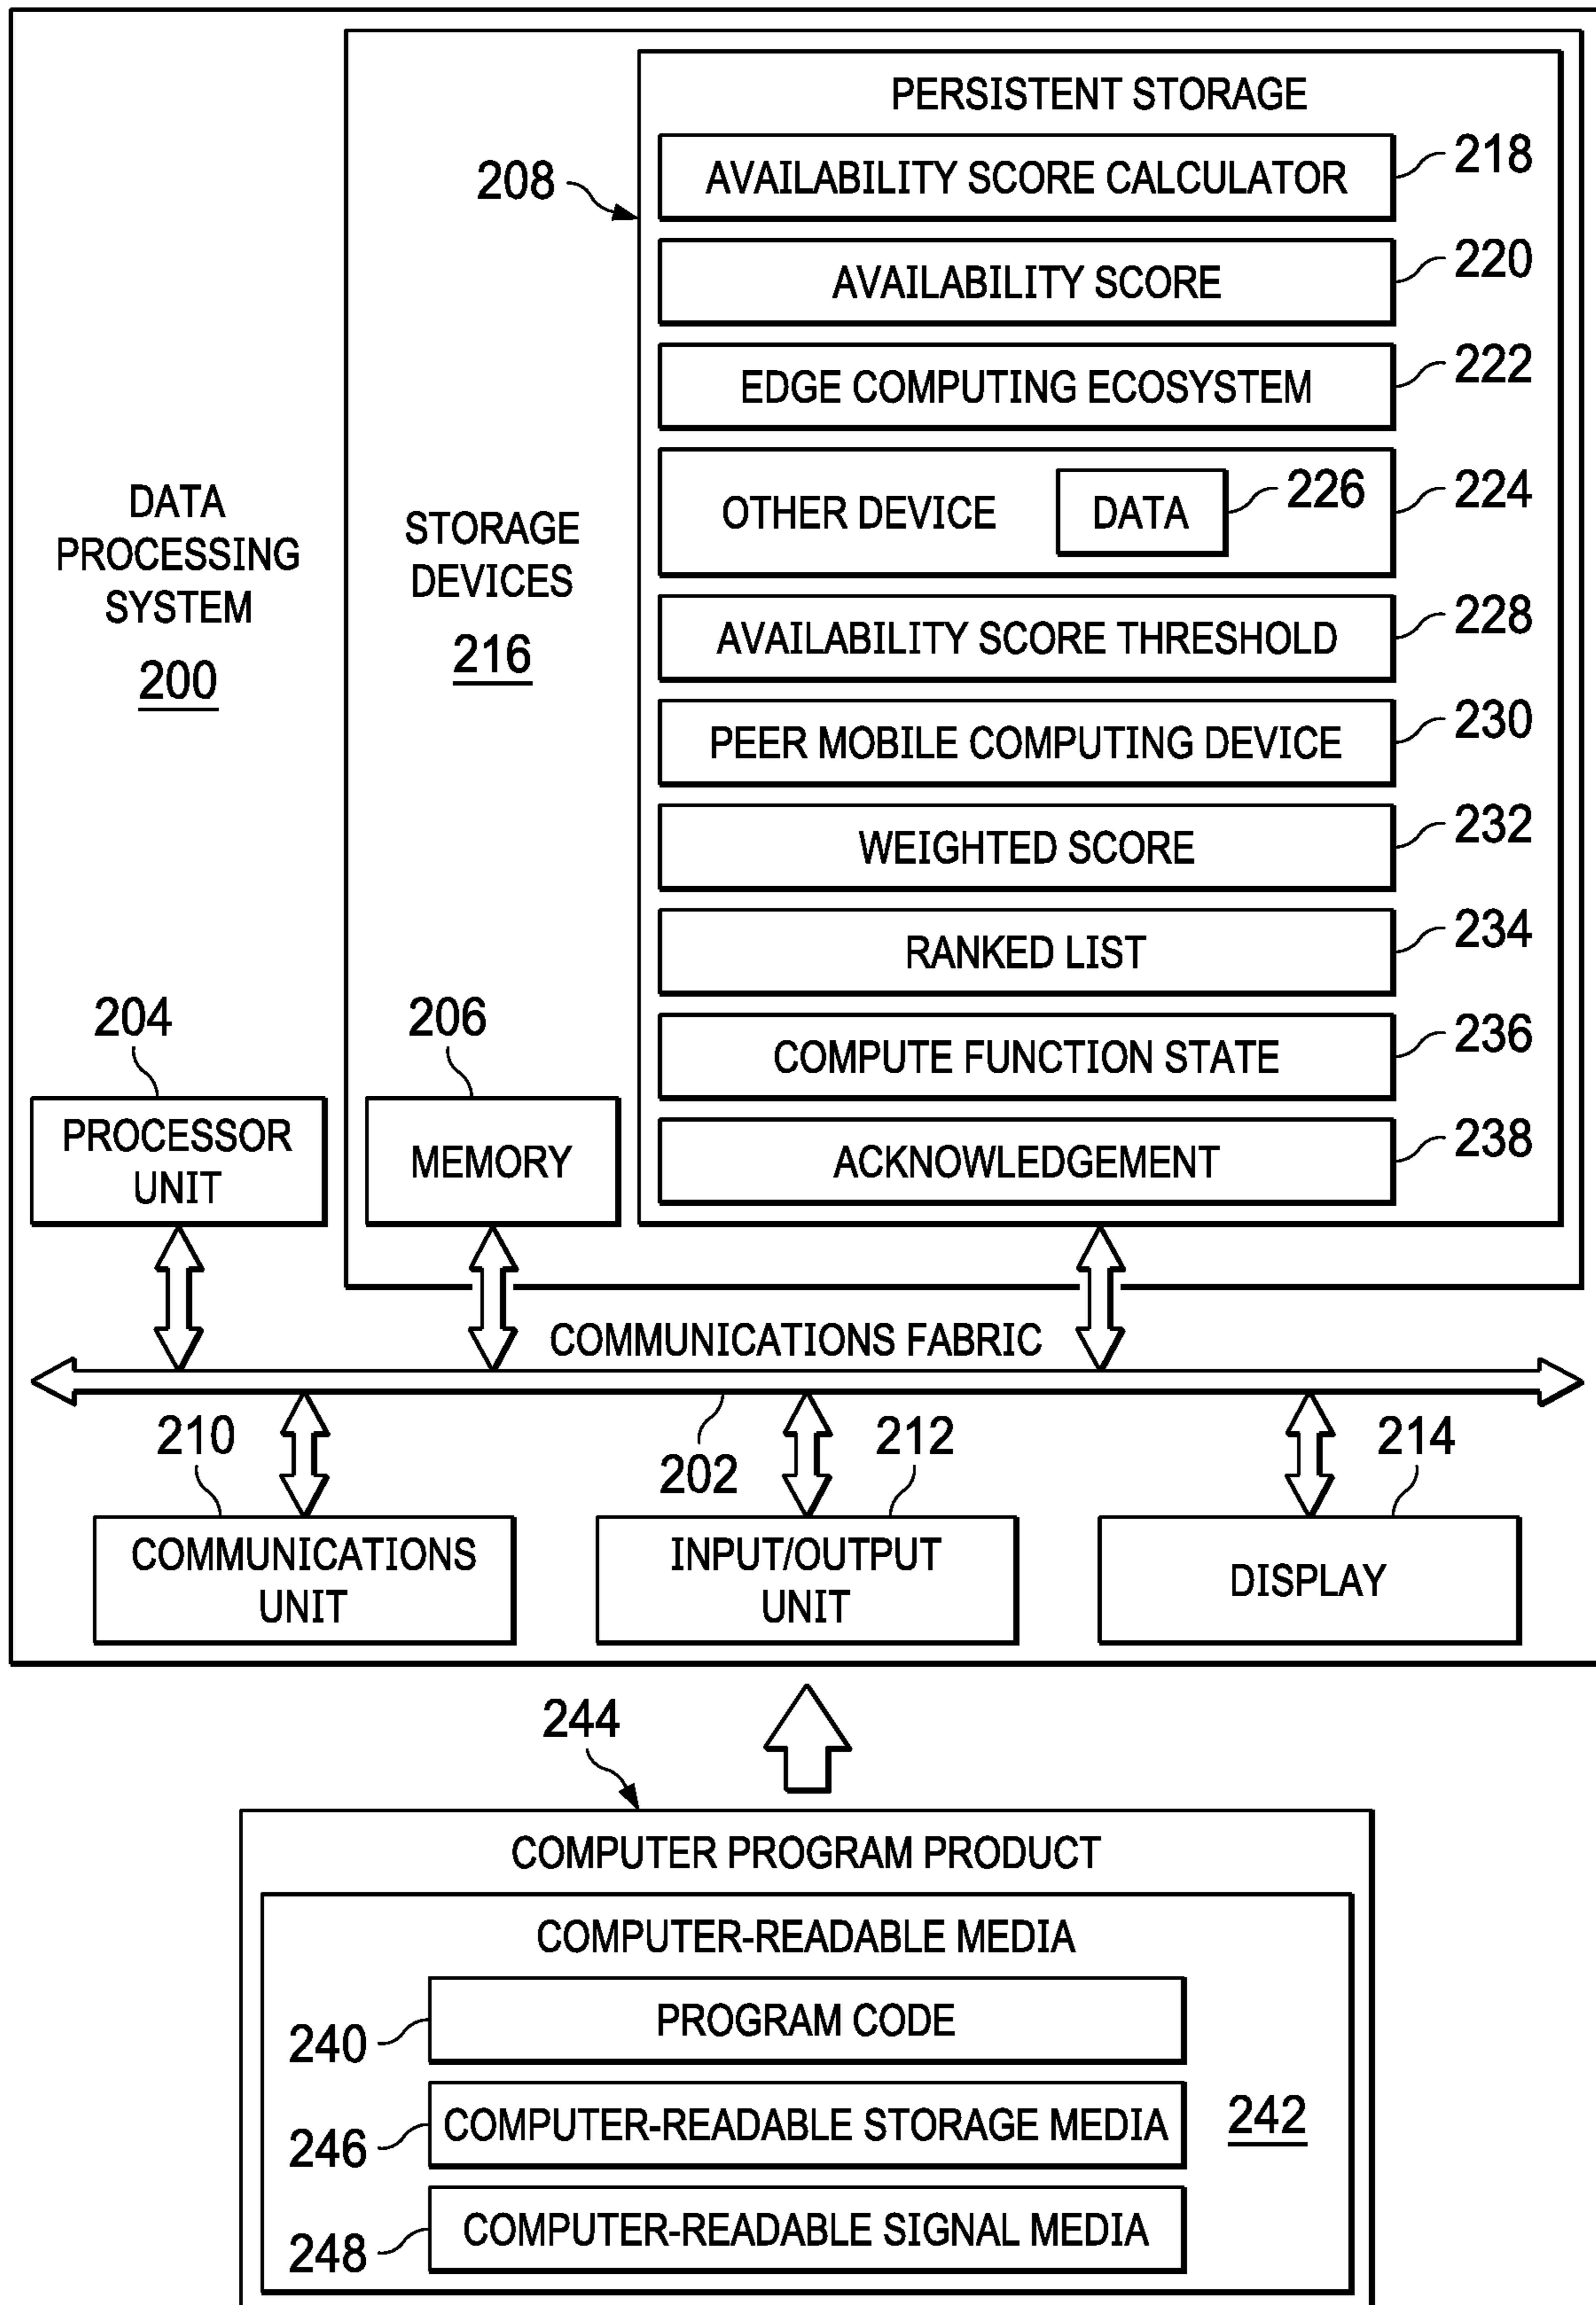 PERSISTENT STORAGE
208
AVAILABILITY SCORE CALCULATOR
218
AVAILABILITY SCORE
220
EDGE COMPUTING ECOSYSTEM
222
OTHER DEVICE
DATA
226
224
AVAILABILITY SCORE THRESHOLD
228
PEER MOBILE COMPUTING DEVICE
230
WEIGHTED SCORE
232
RANKED LIST
234
COMPUTE FUNCTION STATE
236
ACKNOWLEDGEMENT
238
DATA
PROCESSING
SYSTEM
200
STORAGE
DEVICES
216
204
PROCESSOR
UNIT
206
MEMORY
COMMUNICATIONS FABRIC
202
210
COMMUNICATIONS
UNIT
212
INPUT/OUTPUT
UNIT
214
DISPLAY
244
COMPUTER PROGRAM PRODUCT
COMPUTER-READABLE MEDIA
240
PROGRAM CODE
246
COMPUTER-READABLE STORAGE MEDIA
242
248
COMPUTER-READABLE SIGNAL MEDIA